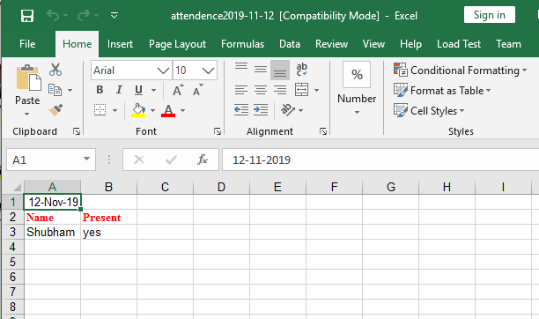 attendence2019-11-12 [Compatibility Mode] - Excel
Sign in
File Home Insert Page Layout Formulas Data Review View Help Load Test Team
Paste
Arial 10
B I U A A
A
ab
%
Number
Conditional Formatting
Format as Table
Cell Styles
Clipboard Font Alignment Styles
A1 fx 12-11-2019
A B C D E F G H I
1 12-Nov-19
2 Name Present
3 Shubham yes
4
5
6
7
8
9